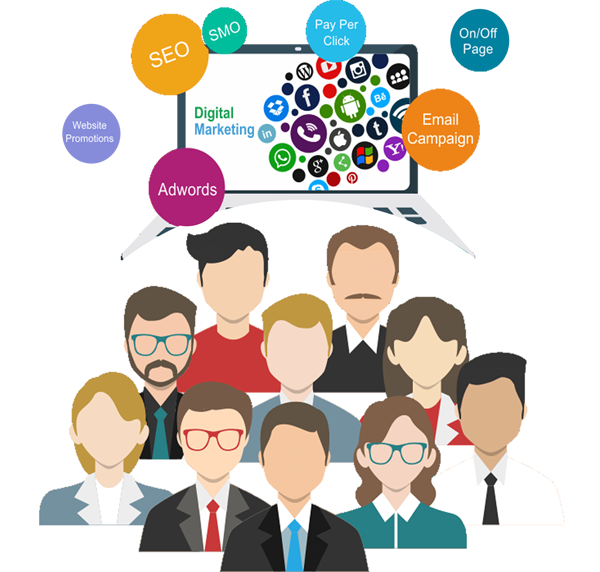 SEO
SMO
Pay Per
Click
On/Off
Page
Website
Promotions
Digital
Marketing
Email
Campaign
Adwords